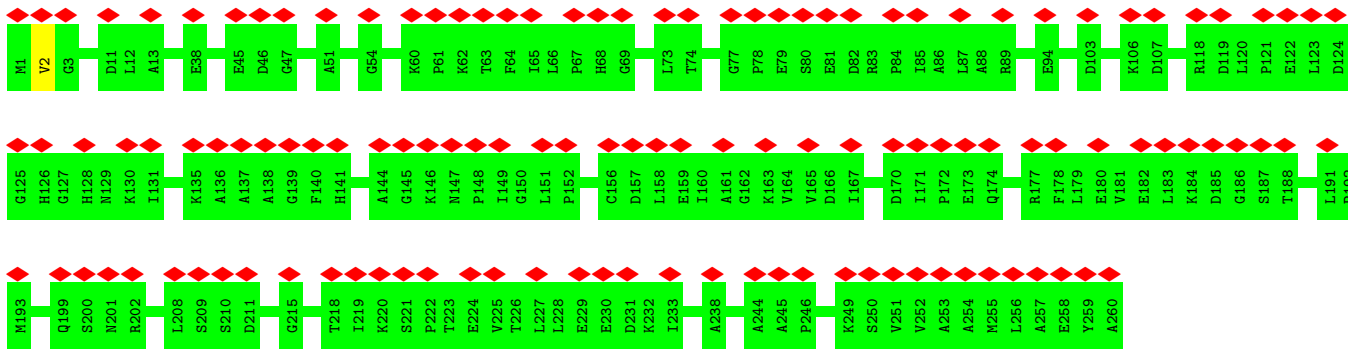 M1 V2 G3 D11 L12 A13 E38 E45 D46 G47 A51 G54 K60 P61 K62 T63 F64 I65 L66 P67 H68 G69 L73 T74 G77 P78 E79 S80 E81 D82 R83 P84 I85 A86 L87 A88 R89 E94 D103 K106 D107 R118 D119 L120 P121 E122 L123 D124
G125 H126 G127 H128 N129 K130 I131 K135 A136 A137 A138 G139 F140 H141 A144 G145 K146 N147 P148 I149 G150 L151 P152 C156 D157 L158 E159 I160 A161 G162 K163 V164 V165 D166 I167 D170 I171 P172 E173 Q174 R177 F178 L179 E180 V181 E182 L183 K184 D185 G186 S187 T188 L191
M193 Q199 S200 N201 R202 L208 S209 S210 D211 G215 T218 I219 K220 S221 P222 T223 E224 V225 T226 L227 L228 E229 E230 D231 K232 I233 A238 A244 A245 P246 K249 S250 V251 V252 A253 A254 M255 L256 A257 E258 Y259 A260